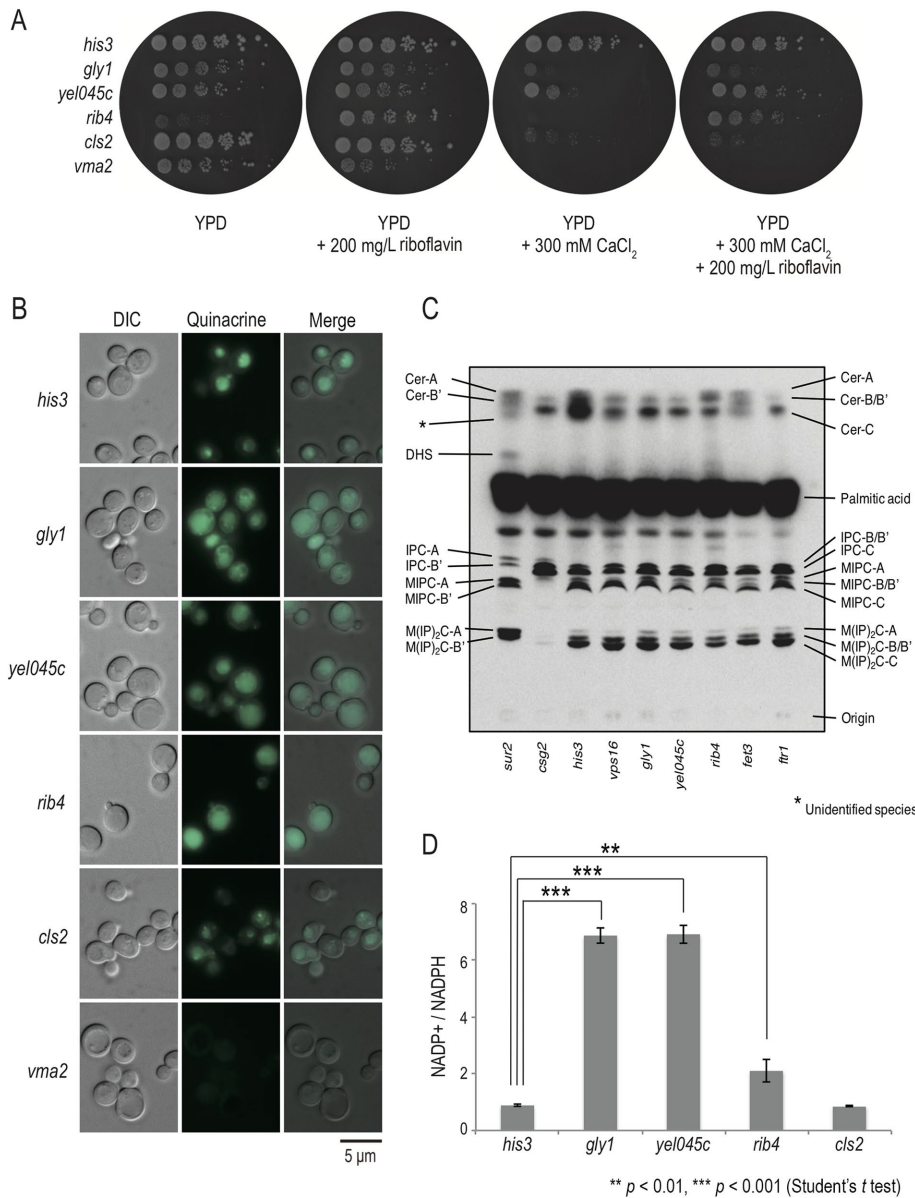 A
his3
gly1
yel045c
rib4
cls2
vma2
YPD
YPD
+ 200 mg/L riboflavin
YPD
+ 300 mM CaCl2
YPD
+ 300 mM CaCl2
+ 200 mg/L riboflavin
B
DIC Quinacrine Merge
his3
gly1
yel045c
rib4
cls2
vma2
5 µm
C
Cer-A
Cer-B'
*
DHS
IPC-A
IPC-B'
MIPC-A
MIPC-B'
M(IP)2C-A
M(IP)2C-B'
Cer-A
Cer-B/B'
Cer-C
Palmitic acid
IPC-B/B'
IPC-C
MIPC-A
MIPC-B/B'
MIPC-C
M(IP)2C-A
M(IP)2C-B/B'
M(IP)2C-C
Origin
sur2 csg2 his3 vps16 gly1 yel045c rib4 fet3 ftr1
* Unidentified species
D
**
***
***
NADP+ / NADPH
8
6
4
2
0
his3 gly1 yel045c rib4 cls2
** p < 0.01, *** p < 0.001 (Student's t test)